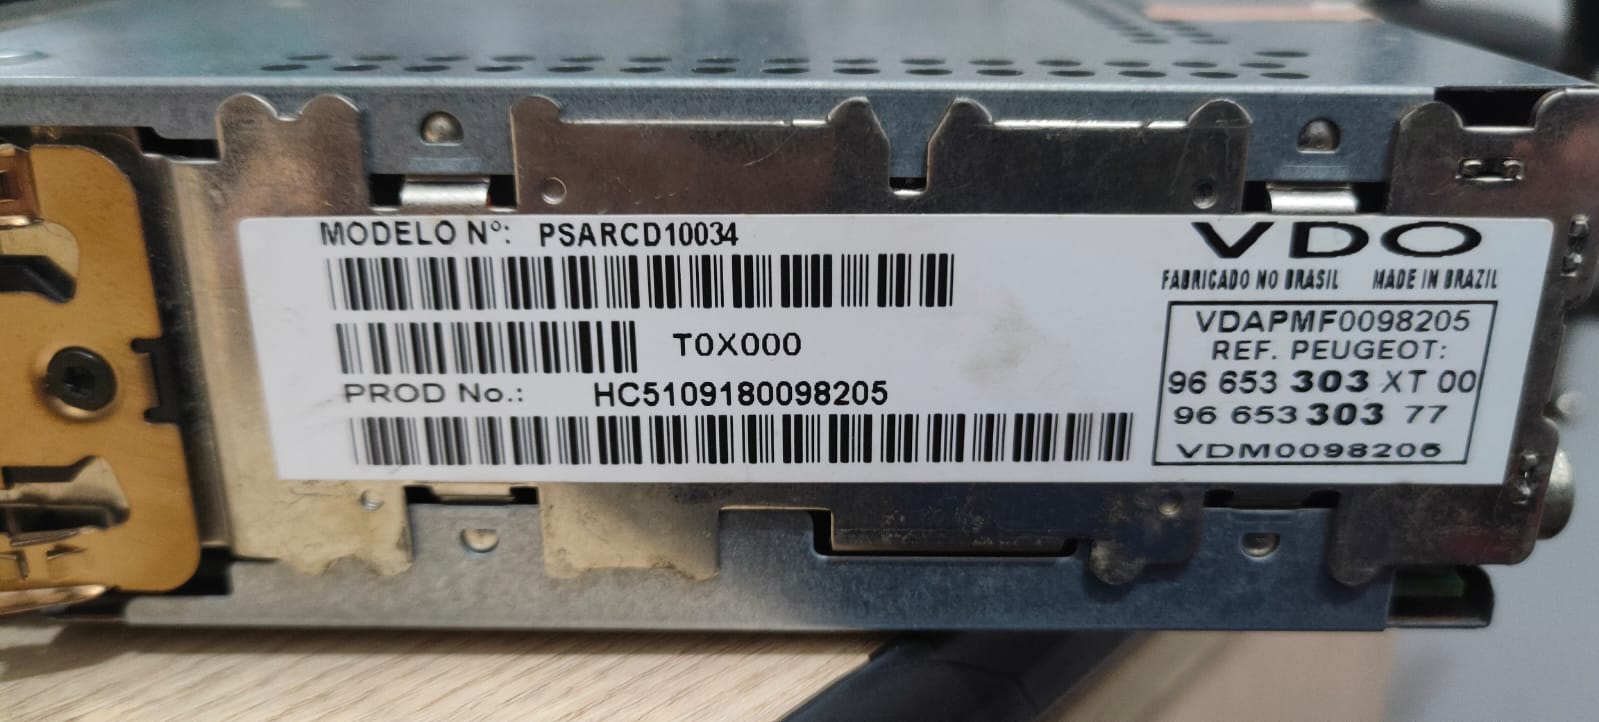 MODELO Nº: PSARCD10034
T0X000
PROD No.: HC5109180098205
VDO
FABRICADO NO BRASIL MADE IN BRAZIL
VDAPMF0098205
REF. PEUGEOT:
96 653 303 XT 00
96 653 303 77
VDM0098205